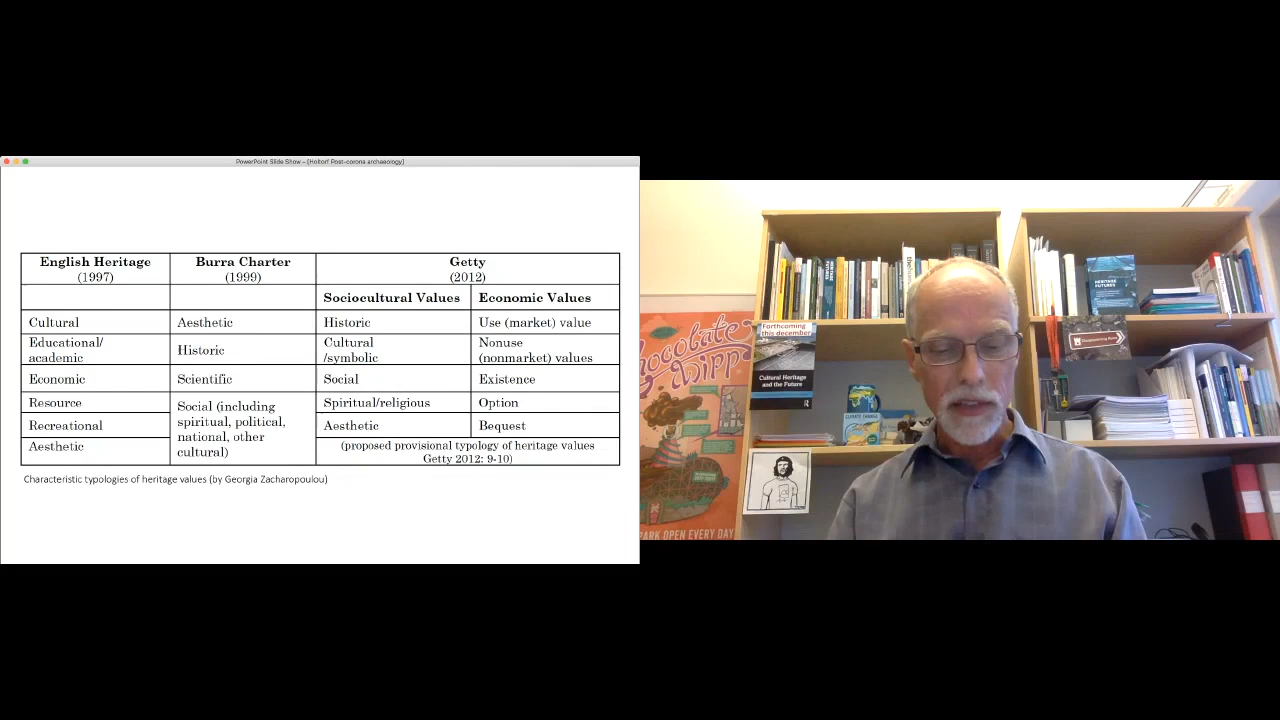 PowerPoint Slide Show – [Holtorf Post-corona archaeology]
English Heritage
(1997)
Burra Charter
(1999)
Getty
(2012)
Sociocultural Values
Economic Values
Cultural
Aesthetic
Historic
Use (market) value
Educational/
academic
Historic
Cultural
/symbolic
Nonuse
(nonmarket) values
Economic
Scientific
Social
Existence
Resource
Social (including
spiritual, political,
national, other
cultural)
Spiritual/religious
Option
Recreational
Aesthetic
Bequest
Aesthetic
(proposed provisional typology of heritage values
Getty 2012: 9-10)
Characteristic typologies of heritage values (by Georgia Zacharopoulou)
Forthcoming
this december
Cultural Heritage
and the Future
HERITAGE
FUTURES
CLIMATE CHANGE
PARK OPEN EVERY DAY